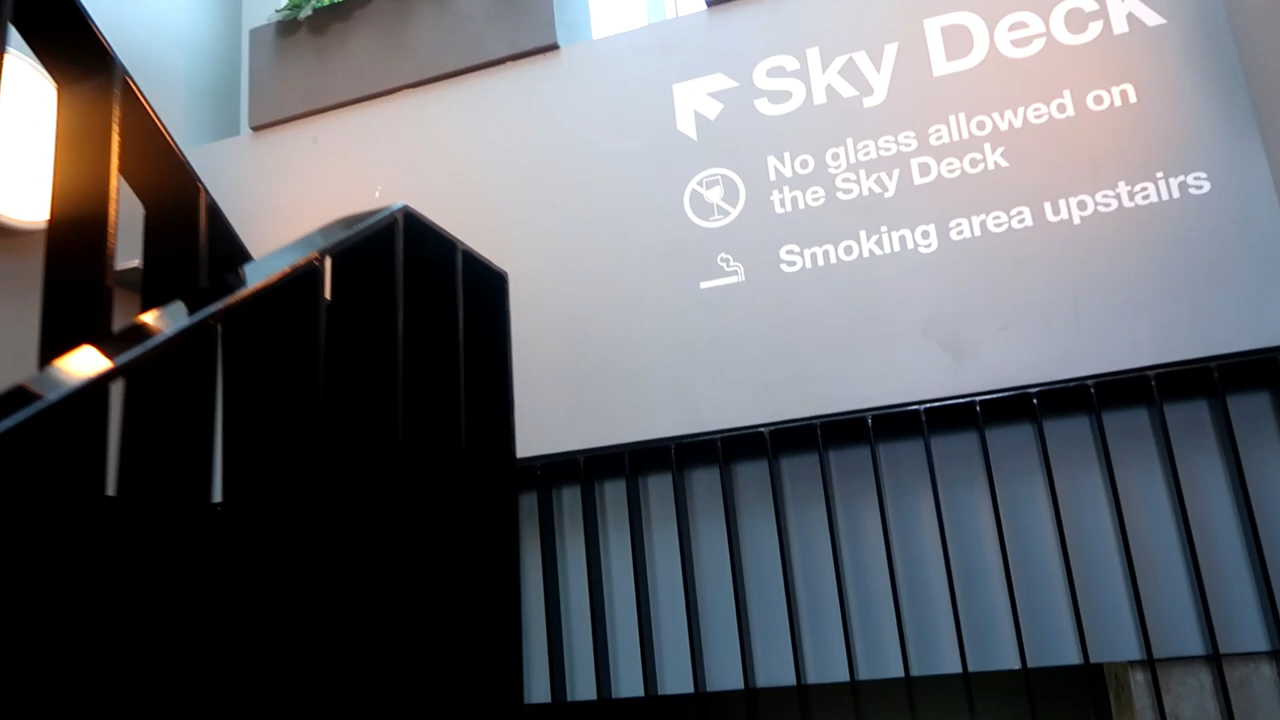 Sky Deck
No glass allowed on
the Sky Deck
Smoking area upstairs